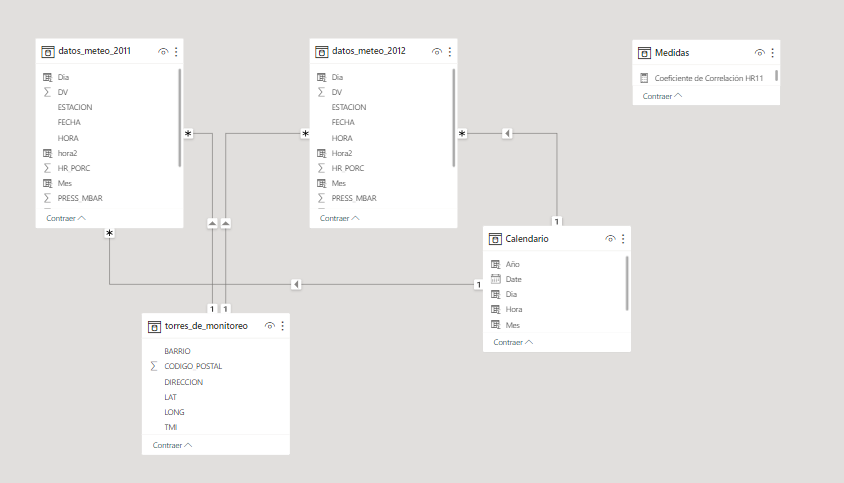 datos_meteo_2011
Dia
DV
ESTACION
FECHA
HORA
hora2
HR_PORC
Mes
PRESS_MBAR
Contraer
datos_meteo_2012
Dia
DV
ESTACION
FECHA
HORA
Hora2
HR_PORC
Mes
PRESS_MBAR
Contraer
Medidas
Coeficiente de Correlación HR11
Contraer
*
*
*
*
1
1
1
1
Calendario
Año
Date
Dia
Hora
Mes
Contraer
torres_de_monitoreo
BARRIO
CODIGO_POSTAL
DIRECCION
LAT
LONG
TMI
Contraer